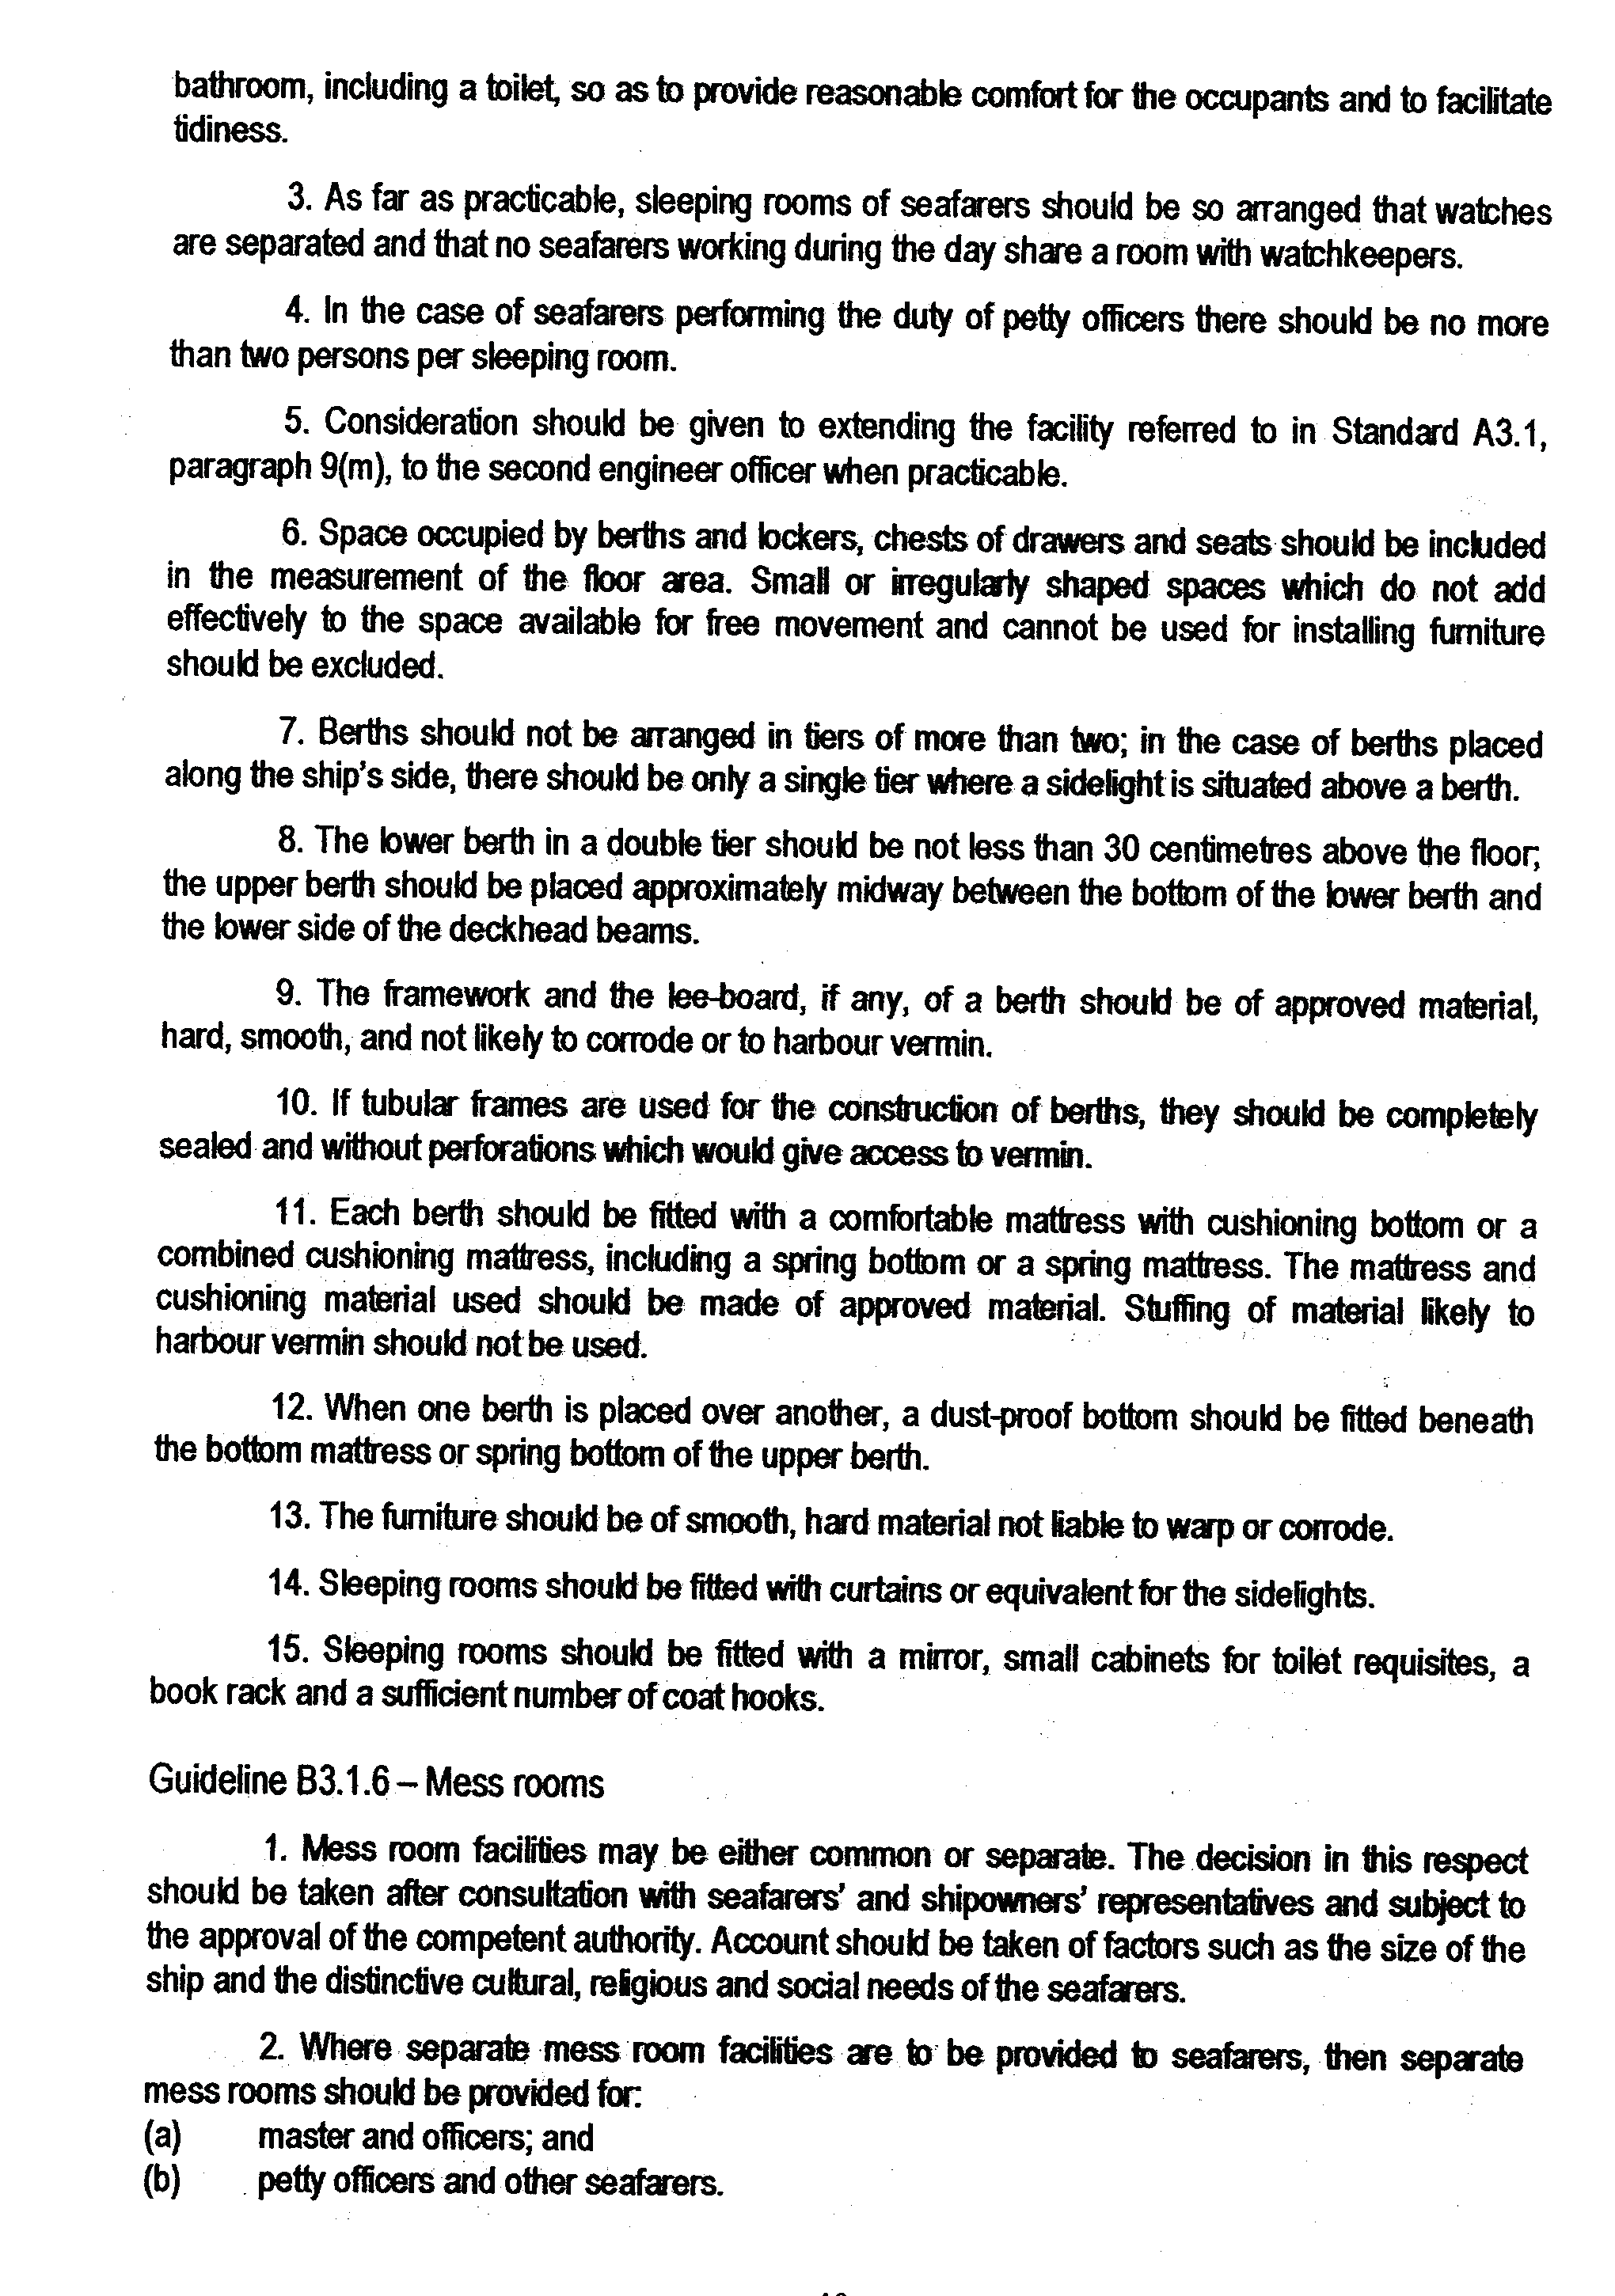 bathroom, including a toilet, so as to provide reasonable comfort for the occupants and to facilitate
tidiness.
3. As far as practicable, sleeping rooms of seafarers should be so arranged that watches
are separated and that no seafarers working during the day share a room with watchkeepers.
4. In the case of seafarers performing the duty of petty officers there should be no more
than two persons per sleeping room.
5. Consideration should be given to extending the facility referred to in Standard A3.1,
paragraph 9(m), to the second engineer officer when practicable.
6. Space occupied by berths and lockers, chests of drawers and seats should be included
in the measurement of the floor area. Small or irregularly shaped spaces which do not add
effectively to the space available for free movement and cannot be used for installing furniture
should be excluded.
7. Berths should not be arranged in tiers of more than two; in the case of berths placed
along the ship's side, there should be only a single tier where a sidelight is situated above a berth.
8. The lower berth in a double tier should be not less than 30 centimetres above the floor;
the upper berth should be placed approximately midway between the bottom of the lower berth and
the lower side of the deckhead beams.
9. The framework and the lee-board, if any, of a berth should be of approved material,
hard, smooth, and not likely to corrode or to harbour vermin.
10. If tubular frames are used for the construction of berths, they should be completely
sealed and without perforations which would give access to vermin.
11. Each berth should be fitted with a comfortable mattress with cushioning bottom or a
combined cushioning mattress, including a spring bottom or a spring mattress. The mattress and
cushioning material used should be made of approved material. Stuffing of material likely to
harbour vermin should not be used.
12. When one berth is placed over another, a dust-proof bottom should be fitted beneath
the bottom mattress or spring bottom of the upper berth.
13. The furniture should be of smooth, hard material not liable to warp or corrode.
14. Sleeping rooms should be fitted with curtains or equivalent for the sidelights.
15. Sleeping rooms should be fitted with a mirror, small cabinets for toilet requisites, a
book rack and a sufficient number of coat hooks.
Guideline B3.1.6 – Mess rooms
1. Mess room facilities may be either common or separate. The decision in this respect
should be taken after consultation with seafarers' and shipowners' representatives and subject to
the approval of the competent authority. Account should be taken of factors such as the size of the
ship and the distinctive cultural, religious and social needs of the seafarers.
2. Where separate mess room facilities are to be provided to seafarers, then separate
mess rooms should be provided for:
(a) master and officers; and
(b) petty officers and other seafarers.